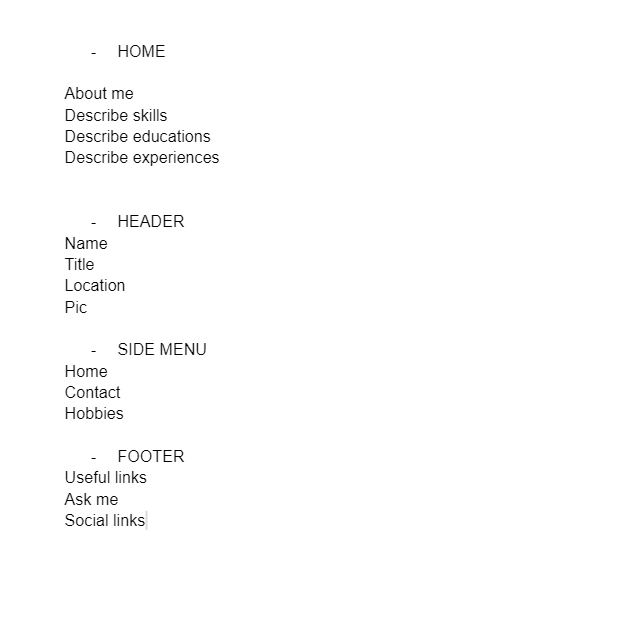 - HOME
About me
Describe skills
Describe educations
Describe experiences
- HEADER
Name
Title
Location
Pic
- SIDE MENU
Home
Contact
Hobbies
- FOOTER
Useful links
Ask me
Social links